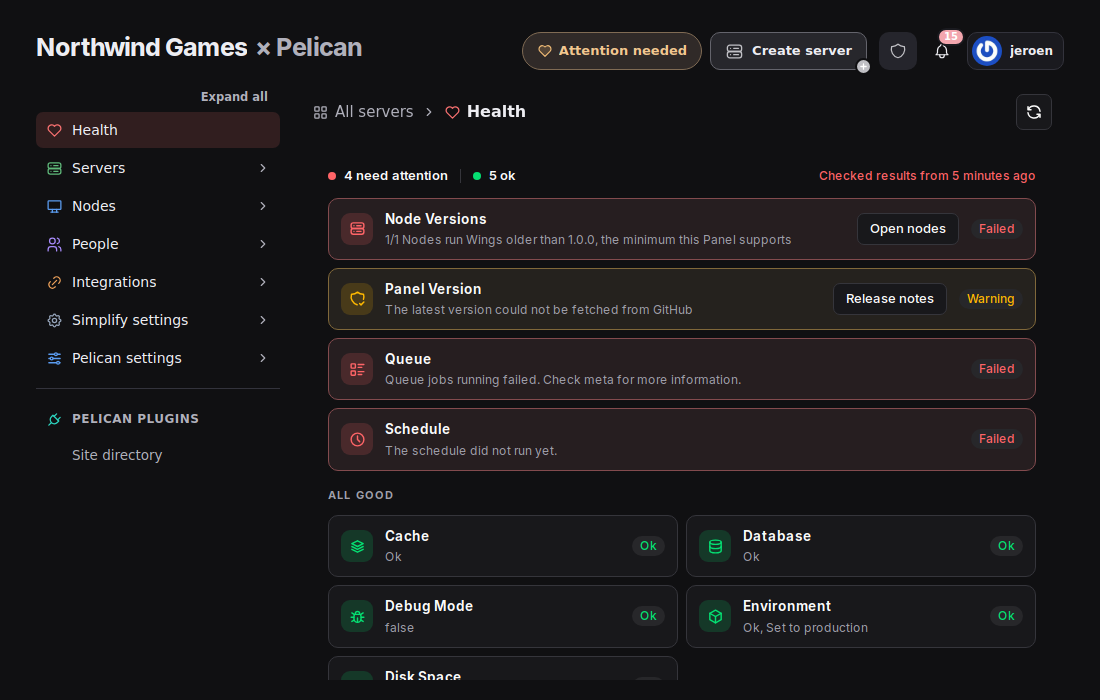 Northwind Games × Pelican
Attention needed
Create server
15
jeroen
Expand all
Health
Servers
Nodes
People
Integrations
Simplify settings
Pelican settings
PELICAN PLUGINS
Site directory
All servers > Health
4 need attention
5 ok
Checked results from 5 minutes ago
Node Versions
1/1 Nodes run Wings older than 1.0.0, the minimum this Panel supports
Open nodes
Failed
Panel Version
The latest version could not be fetched from GitHub
Release notes
Warning
Queue
Queue jobs running failed. Check meta for more information.
Failed
Schedule
The schedule did not run yet.
Failed
ALL GOOD
Cache
Ok
Ok
Database
Ok
Ok
Debug Mode
false
Ok
Environment
Ok, Set to production
Ok
Disk Space